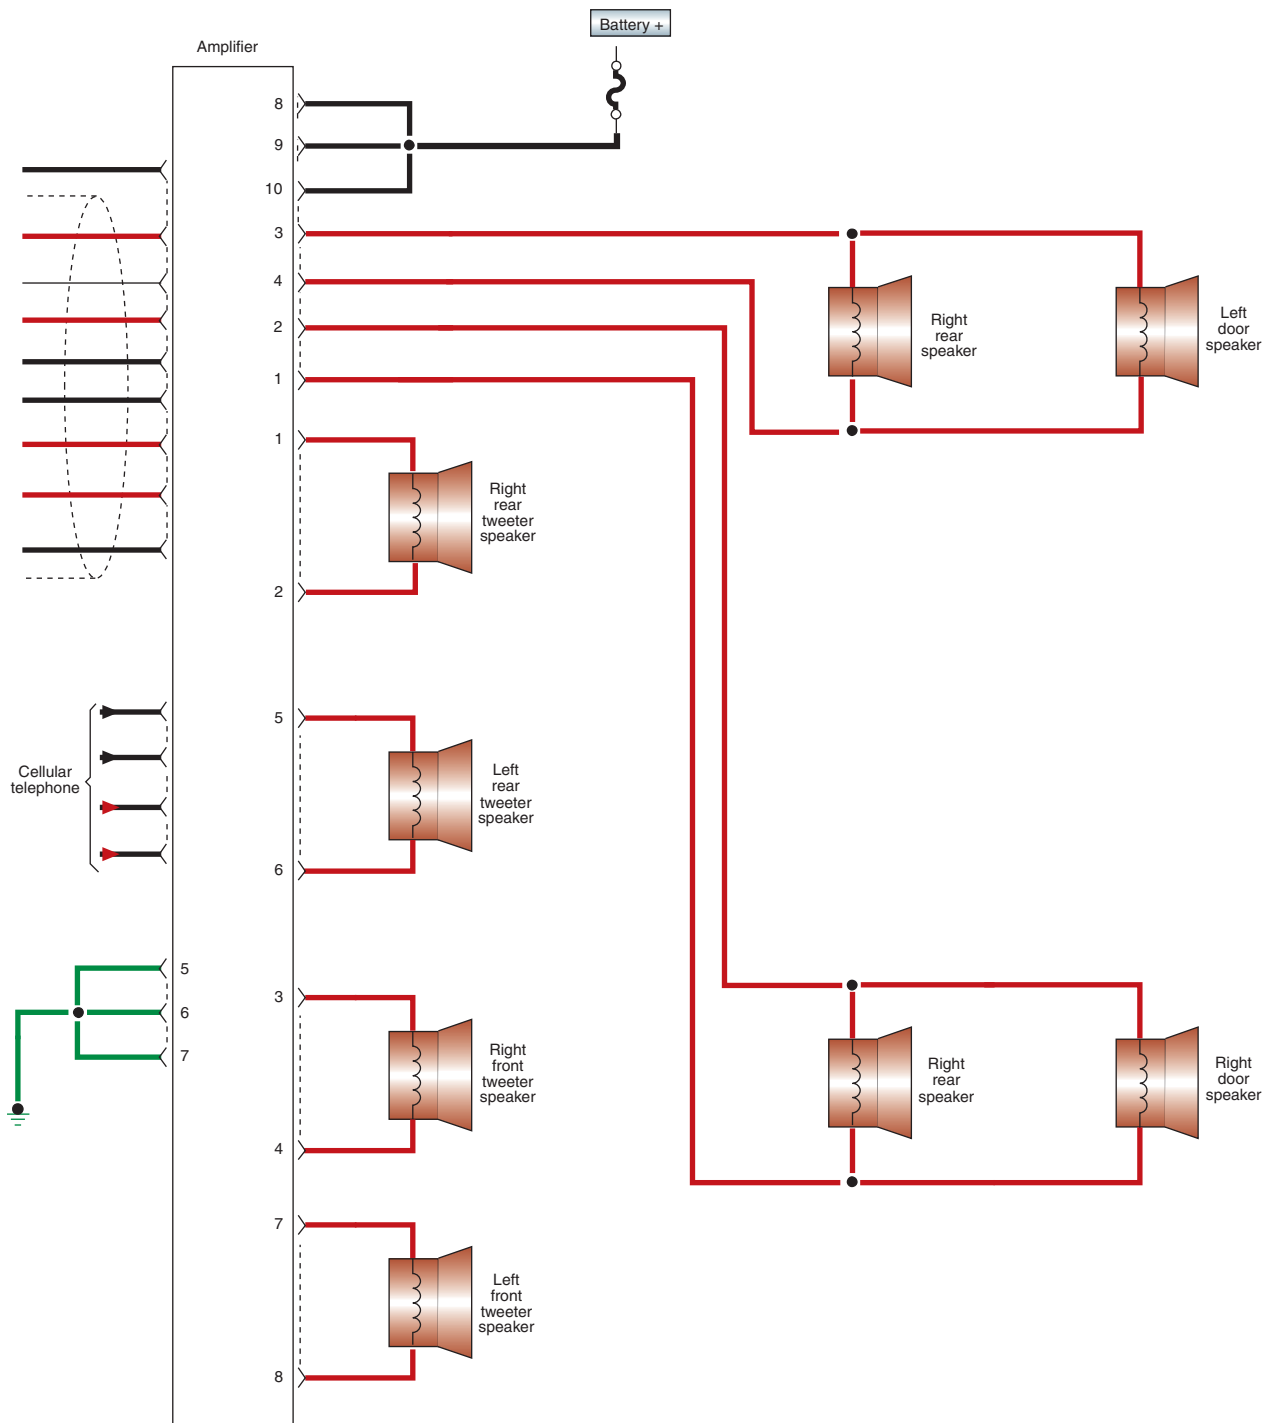 Battery +
Amplifier
8
9
10
3
4
2
1
Right
rear
speaker
Left
door
speaker
1
Right
rear
tweeter
speaker
2
5
Cellular
telephone
Left
rear
tweeter
speaker
6
5
6
7
3
Right
front
tweeter
speaker
4
Right
rear
speaker
Right
door
speaker
7
Left
front
tweeter
speaker
8